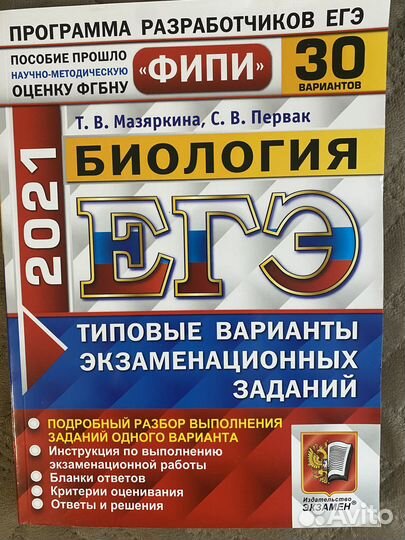 ПРОГРАММА РАЗРАБОТЧИКОВ ЕГЭ
ПОСОБИЕ ПРОШЛО
НАУЧНО-МЕТОДИЧЕСКУЮ
ОЦЕНКУ ФГБНУ
«ФИПИ»
30
ВАРИАНТОВ
Т. В. Мазяркина, С. В. Первак
БИОЛОГИЯ
2021
ЕГЭ
ТИПОВЫЕ ВАРИАНТЫ
ЭКЗАМЕНАЦИОННЫХ
ЗАДАНИЙ
• ПОДРОБНЫЙ РАЗБОР ВЫПОЛНЕНИЯ
ЗАДАНИЙ ОДНОГО ВАРИАНТА
• Инструкция по выполнению
экзаменационной работы
• Бланки ответов
• Критерии оценивания
• Ответы и решения
Издательство
ЭКЗАМЕН®
Avito